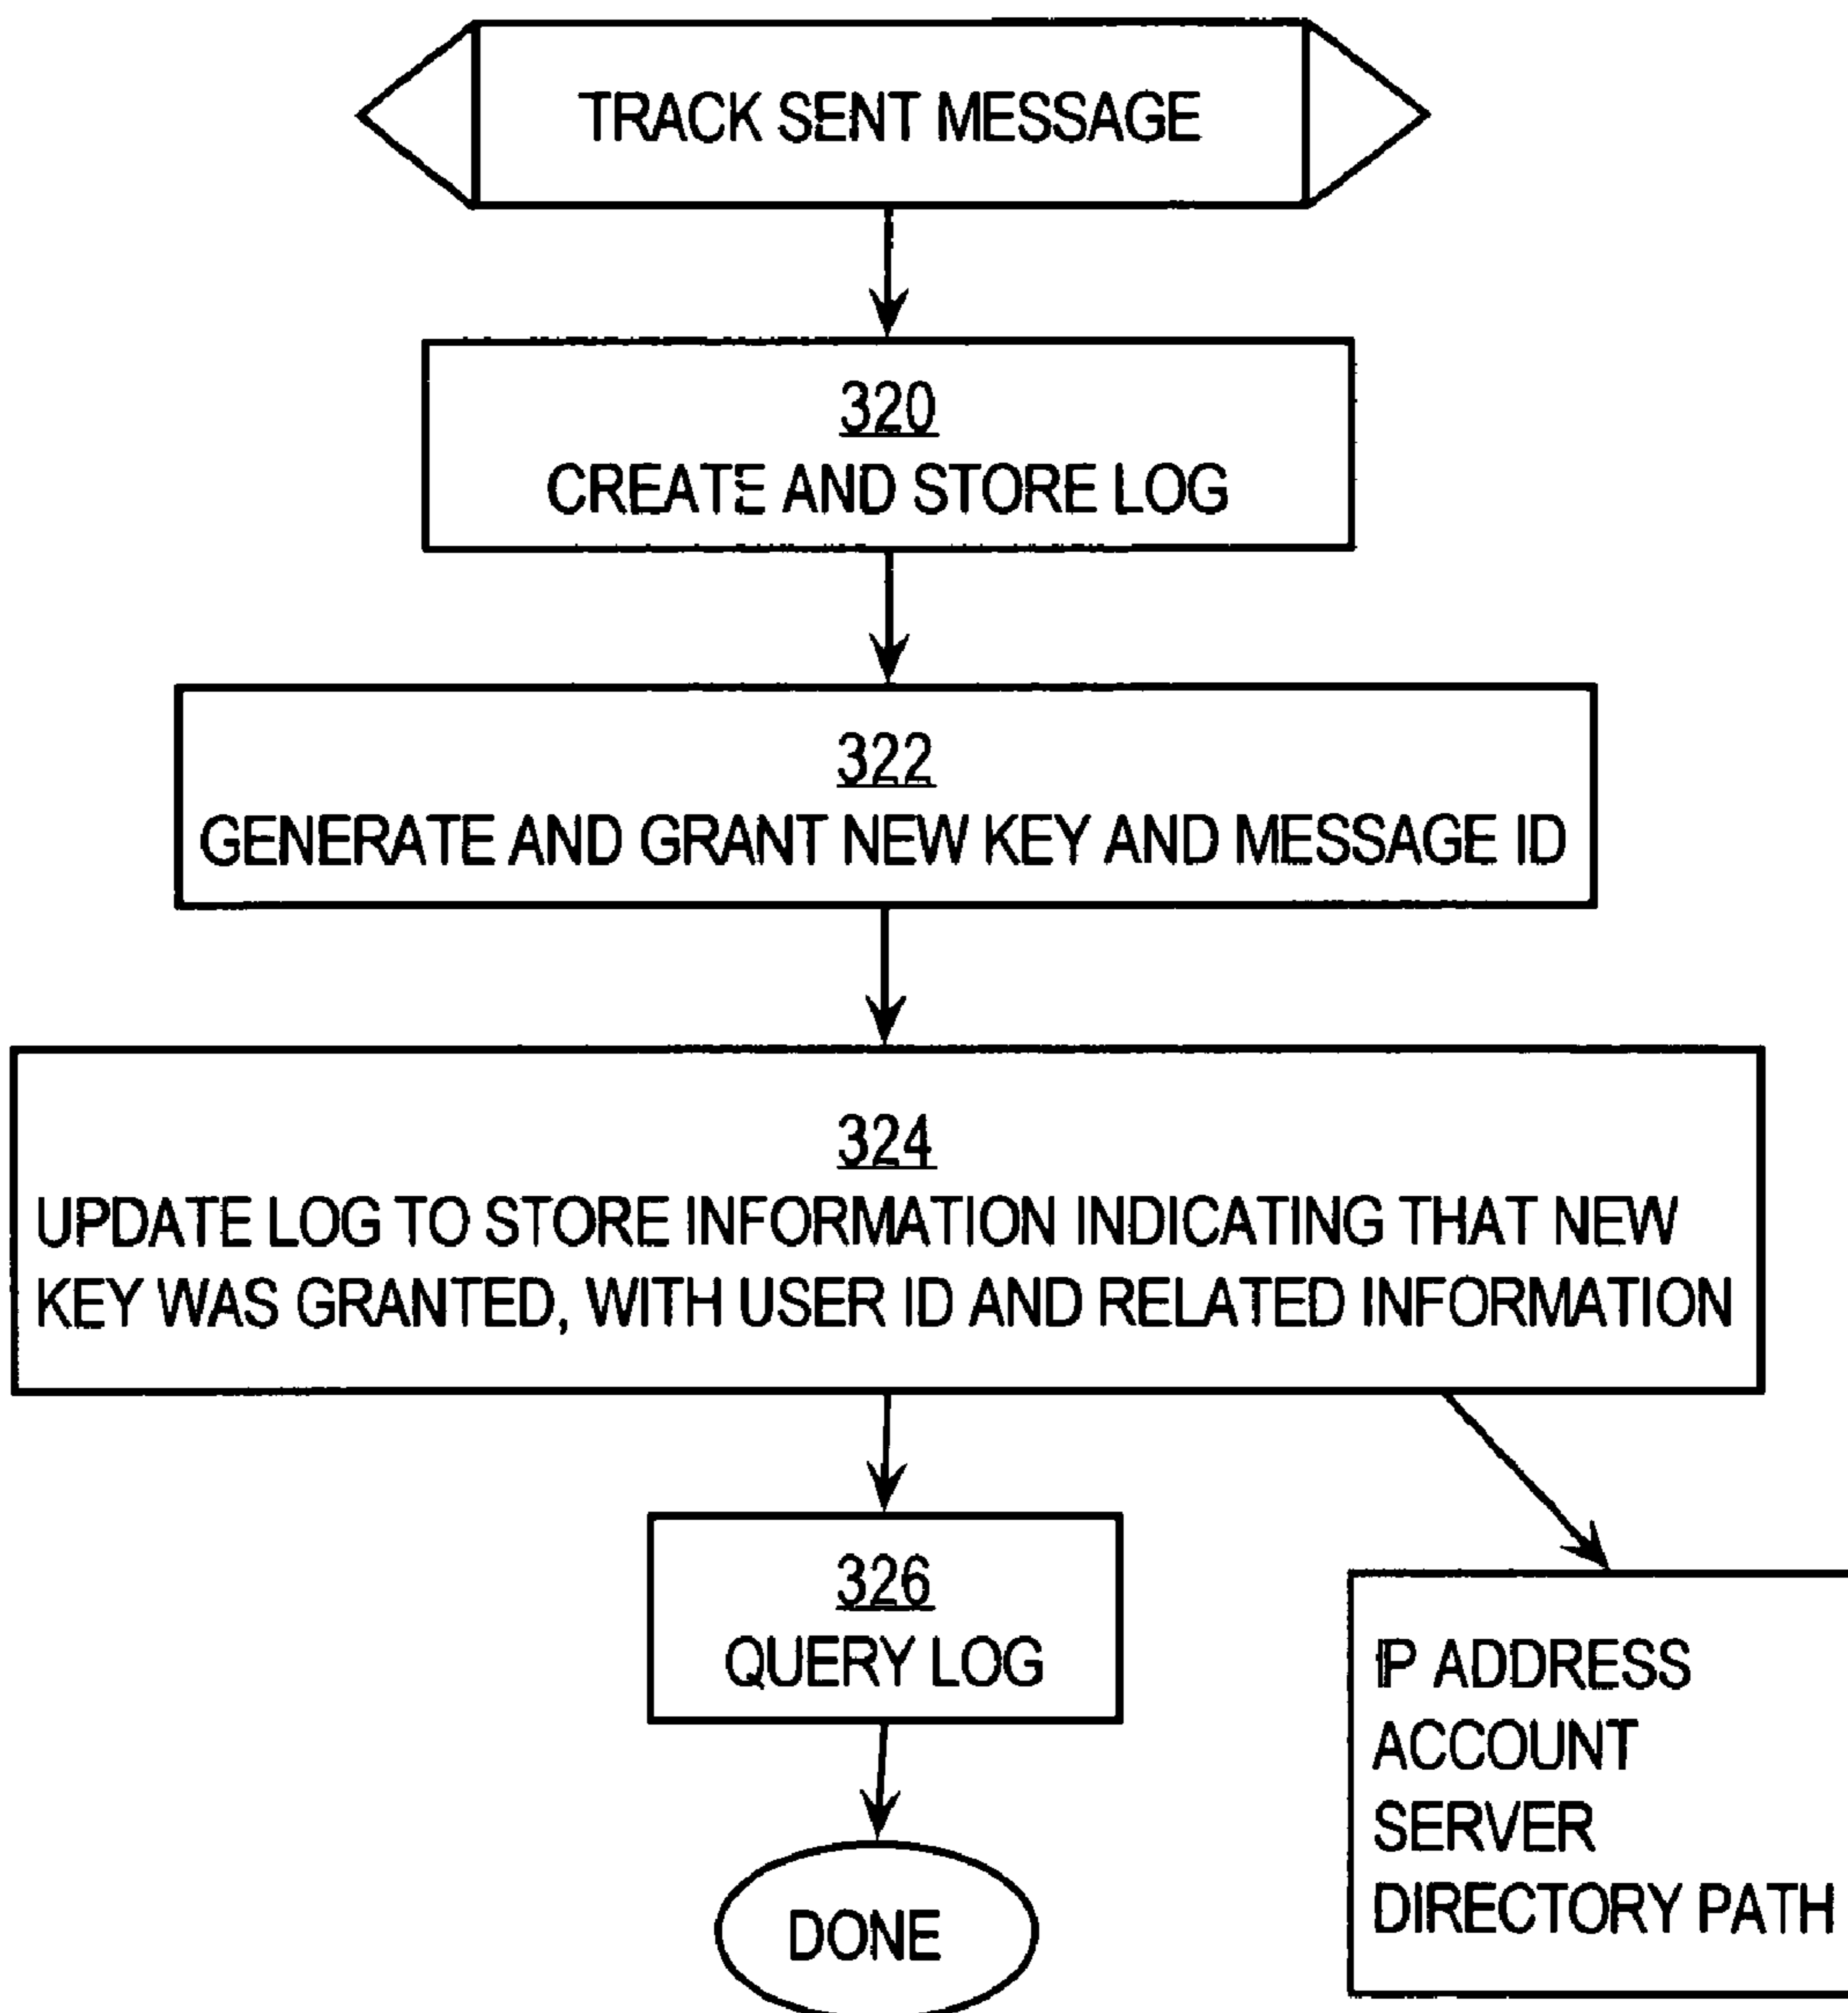 TRACK SENT MESSAGE
320
CREATE AND STORE LOG
322
GENERATE AND GRANT NEW KEY AND MESSAGE ID
324
UPDATE LOG TO STORE INFORMATION INDICATING THAT NEW
KEY WAS GRANTED, WITH USER ID AND RELATED INFORMATION
326
QUERY LOG
DONE
IP ADDRESS
ACCOUNT
SERVER
DIRECTORY PATH